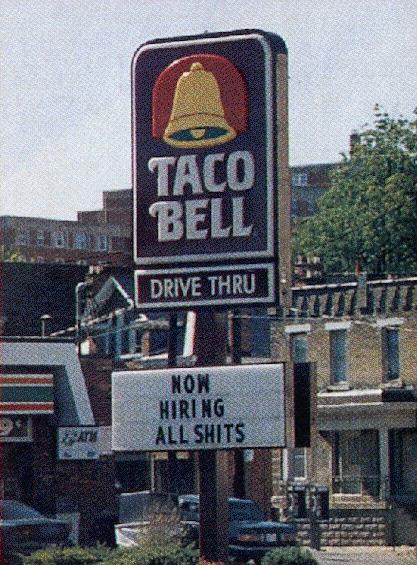 TACO
BELL
DRIVE THRU
NOW
HIRING
ALL SHITS
ATM